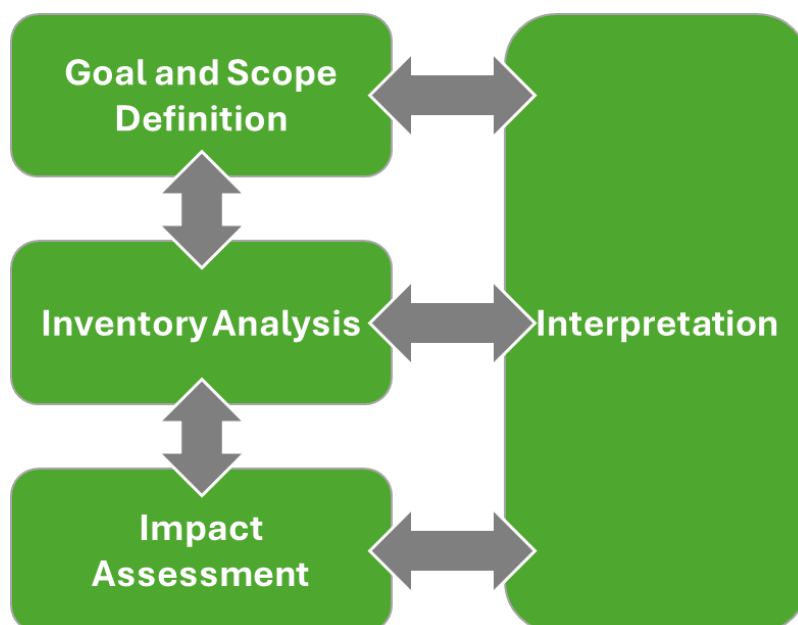 Goal and Scope
Definition
Inventory Analysis
Interpretation
Impact
Assessment